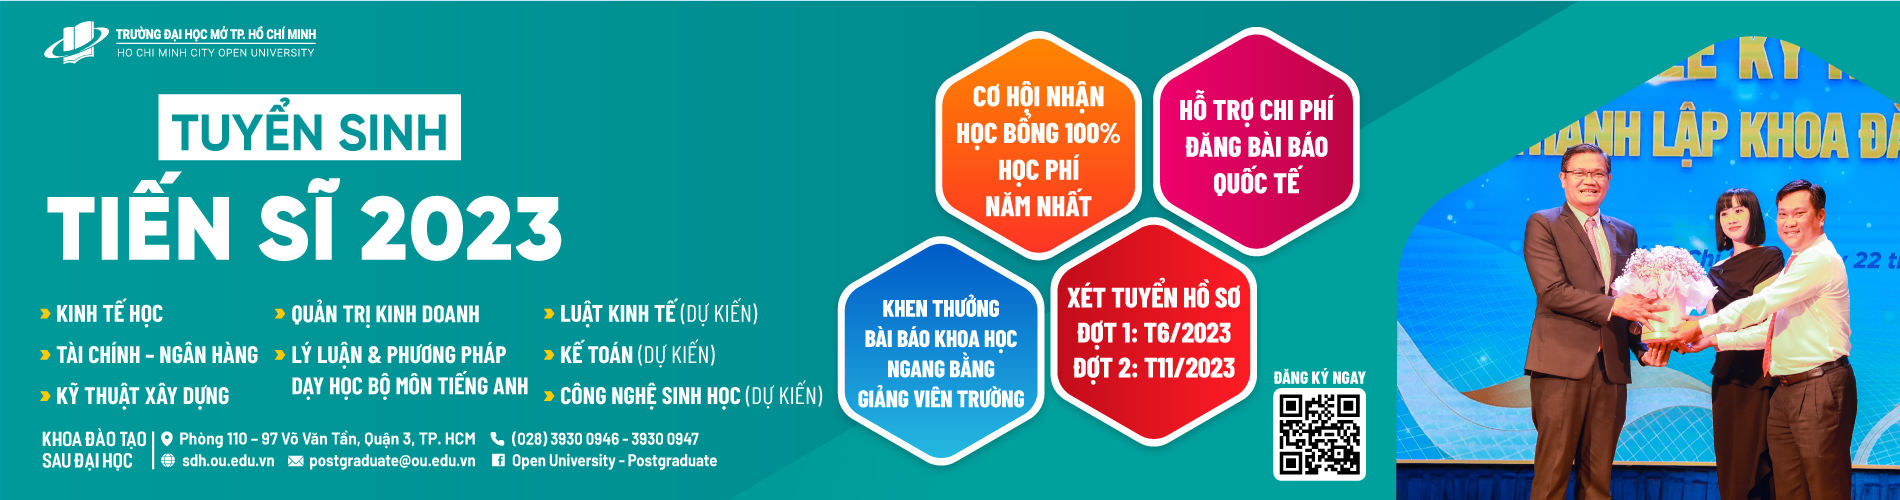 TRƯỜNG ĐẠI HỌC MỞ TP. HỒ CHÍ MINH
HO CHI MINH CITY OPEN UNIVERSITY
TUYỂN SINH
TIẾN SĨ 2023
KINH TẾ HỌC
TÀI CHÍNH – NGÂN HÀNG
KỸ THUẬT XÂY DỰNG
QUẢN TRỊ KINH DOANH
LÝ LUẬN & PHƯƠNG PHÁP
DẠY HỌC BỘ MÔN TIẾNG ANH
LUẬT KINH TẾ (DỰ KIẾN)
KẾ TOÁN (DỰ KIẾN)
CÔNG NGHỆ SINH HỌC (DỰ KIẾN)
KHOA ĐÀO TẠO
SAU ĐẠI HỌC
Phòng 110 – 97 Võ Văn Tần, Quận 3, TP. HCM
(028) 3930 0946 - 3930 0947
sdh.ou.edu.vn
postgraduate@ou.edu.vn
Open University - Postgraduate
CƠ HỘI NHẬN
HỌC BỔNG 100%
HỌC PHÍ
NĂM NHẤT
HỖ TRỢ CHI PHÍ
ĐĂNG BÀI BÁO
QUỐC TẾ
KHEN THƯỞNG
BÀI BÁO KHOA HỌC
NGANG BẰNG
GIẢNG VIÊN TRƯỜNG
XÉT TUYỂN HỒ SƠ
ĐỢT 1: T6/2023
ĐỢT 2: T11/2023
ĐĂNG KÝ NGAY
LỄ KỶ
THÀNH LẬP KHOA
22